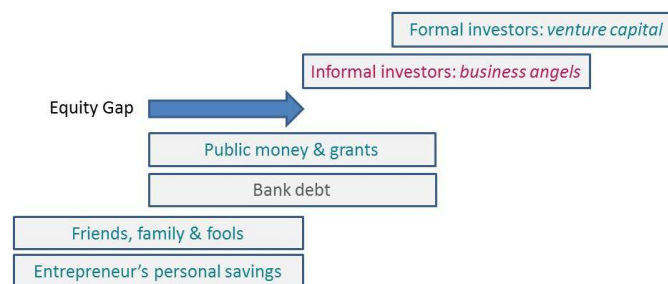 Formal investors: venture capital
Informal investors: business angels
Equity Gap
Public money & grants
Bank debt
Friends, family & fools
Entrepreneur's personal savings